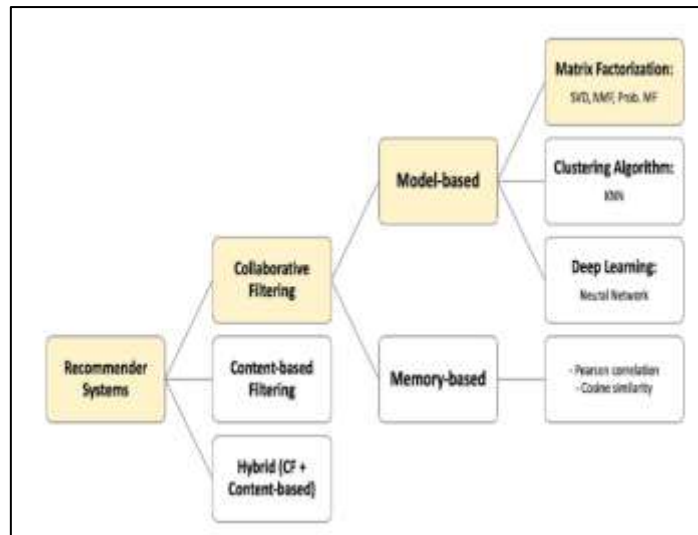 Recommender
Systems
Collaborative
Filtering
Content-based
Filtering
Hybrid (CF +
Content-based)
Model-based
Memory-based
Matrix Factorization:
SVD, NMF, Prob. MF
Clustering Algorithm:
KNN
Deep Learning:
Neural Network
- Pearson correlation
- Cosine similarity